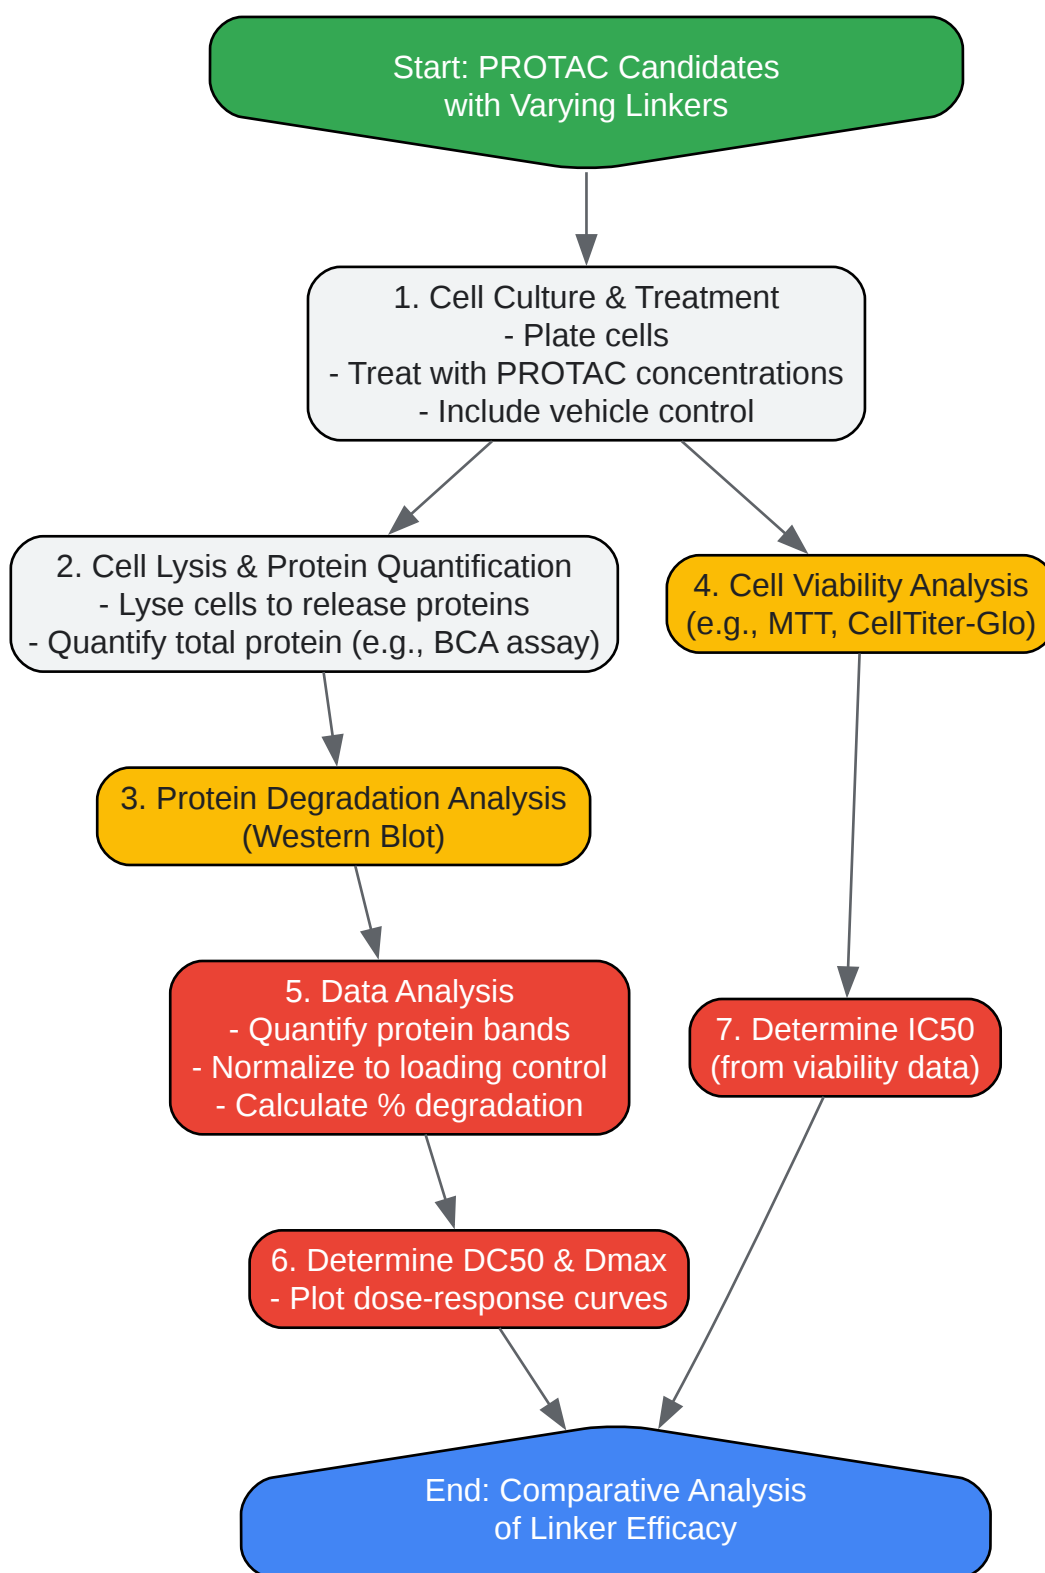 Start: PROTAC Candidates
with Varying Linkers
1. Cell Culture & Treatment
- Plate cells
- Treat with PROTAC concentrations
- Include vehicle control
2. Cell Lysis & Protein Quantification
- Lyse cells to release proteins
- Quantify total protein (e.g., BCA assay)
4. Cell Viability Analysis
(e.g., MTT, CellTiter-Glo)
3. Protein Degradation Analysis
(Western Blot)
5. Data Analysis
- Quantify protein bands
- Normalize to loading control
- Calculate % degradation
7. Determine IC50
(from viability data)
6. Determine DC50 & Dmax
- Plot dose-response curves
End: Comparative Analysis
of Linker Efficacy